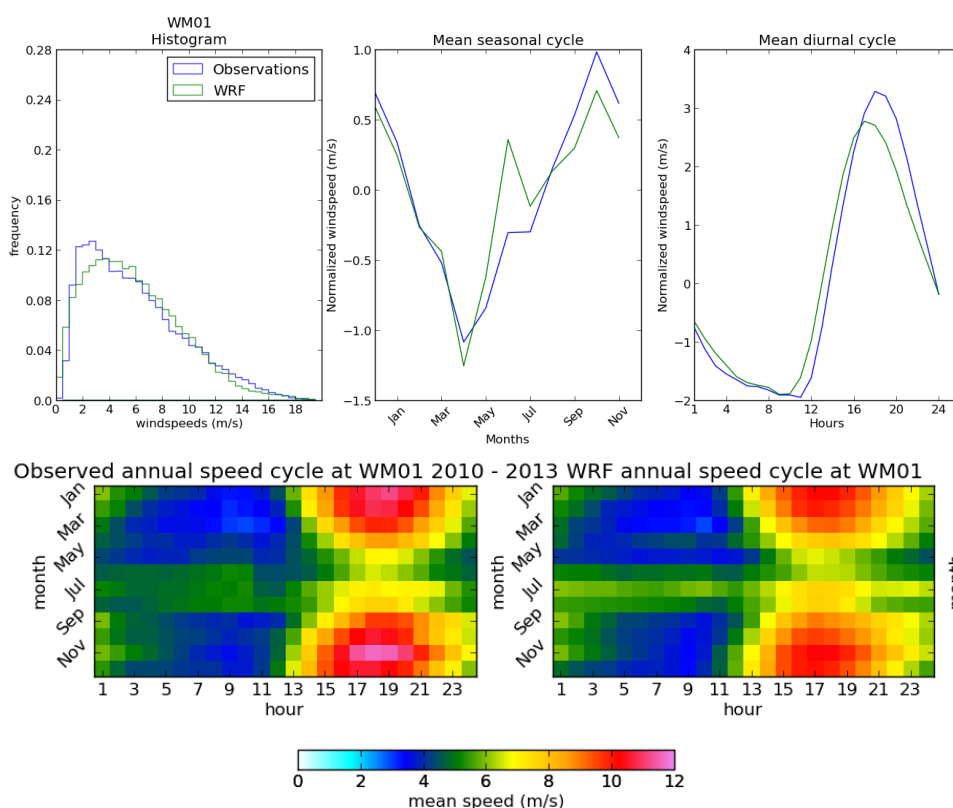 WM01
Histogram
Mean seasonal cycle
Mean diurnal cycle
Observations
WRF
0.28
0.24
0.2
0.16
0.12
0.08
0.04
0.0
frequency
0 2 4 6 8 10 12 14 16 18
windspeeds (m/s)
1.0
0.5
0.0
−0.5
−1.0
−1.5
Normalized windspeed (m/s)
Jan Mar May Jul Sep Nov
Months
4
3
2
1
0
−1
−2
Normalized windspeed (m/s)
1 4 8 12 16 20 24
Hours
Observed annual speed cycle at WM01 2010 - 2013 WRF annual speed cycle at WM01
Jan
Mar
May
Jul
Sep
Nov
month
1 3 5 7 9 11 13 15 17 19 21 23
hour
Jan
Mar
May
Jul
Sep
Nov
month
1 3 5 7 9 11 13 15 17 19 21 23
hour
month
0 2 4 6 8 10 12
mean speed (m/s)